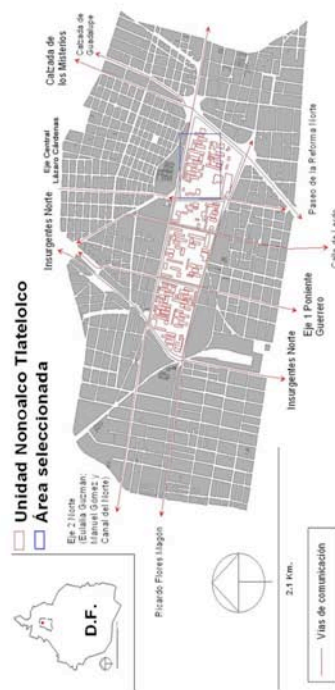 Unidad Nonoalco Tlatelolco
Área seleccionada
D.F.
Eje 2 Norte
(Eulalia Guzmán,
Manuel Gómez y
Canal del Norte)
Ricardo Flores Magón
2.1 Km.
Vías de comunicación
Insurgentes Norte
Eje Central
Lázaro Cárdenas
Calzada de
los Misterios
Calzada de
Guadalupe
Insurgentes Norte
Eje 1 Poniente
Guerrero
Paseo de la Reforma Norte